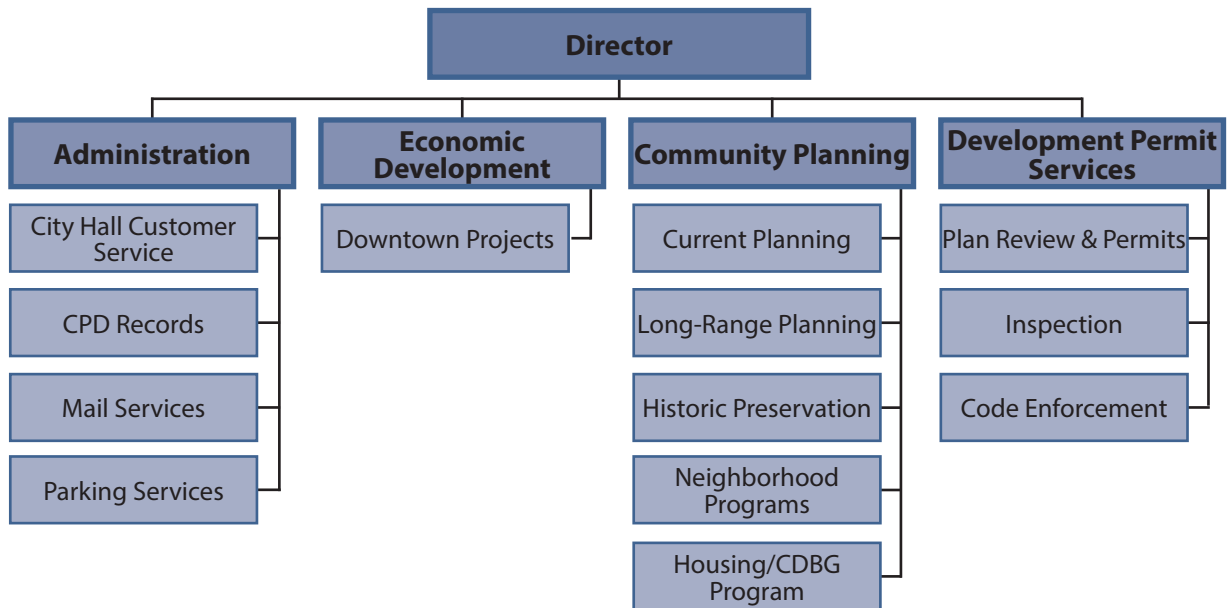 Director
Administration
City Hall Customer
Service
CPD Records
Mail Services
Parking Services
Economic
Development
Downtown Projects
Community Planning
Current Planning
Long-Range Planning
Historic Preservation
Neighborhood
Programs
Housing/CDBG
Program
Development Permit
Services
Plan Review & Permits
Inspection
Code Enforcement